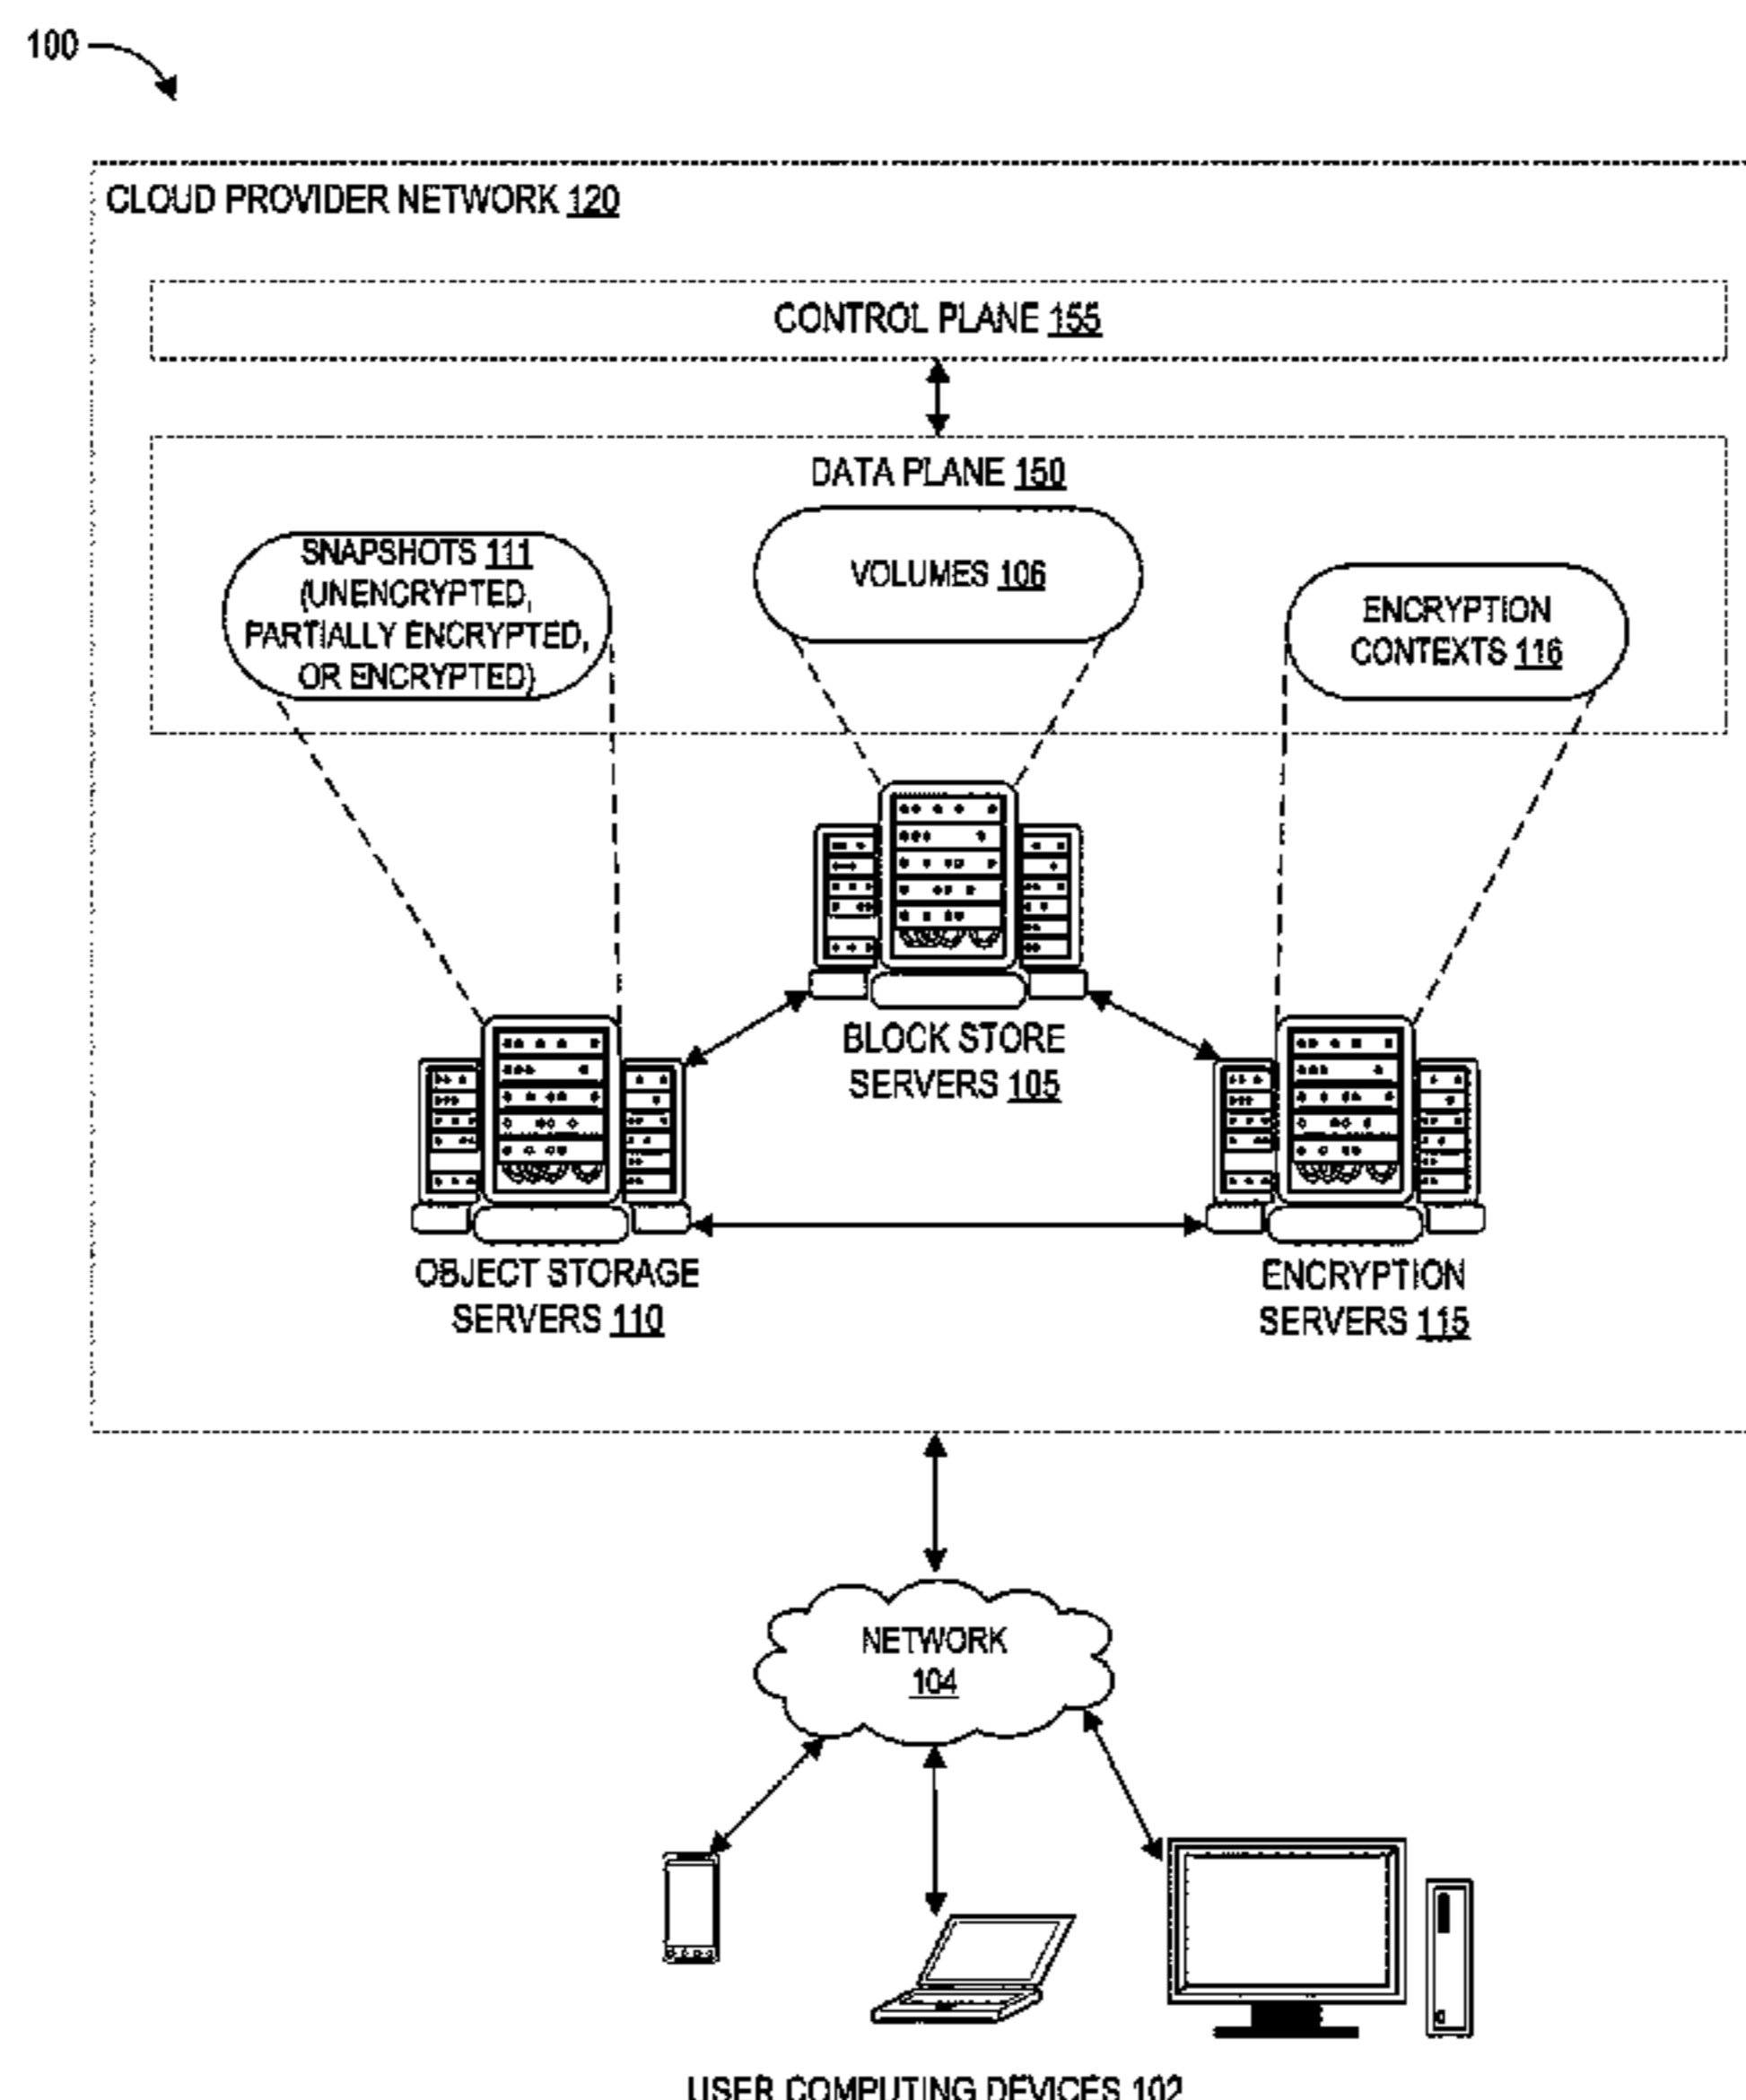 100
CLOUD PROVIDER NETWORK 120
CONTROL PLANE 155
DATA PLANE 150
SNAPSHOTS 111
(UNENCRYPTED,
PARTIALLY ENCRYPTED,
OR ENCRYPTED)
VOLUMES 106
ENCRYPTION
CONTEXTS 116
BLOCK STORE
SERVERS 105
OBJECT STORAGE
SERVERS 110
ENCRYPTION
SERVERS 115
NETWORK
104
USER COMPUTING DEVICES 102